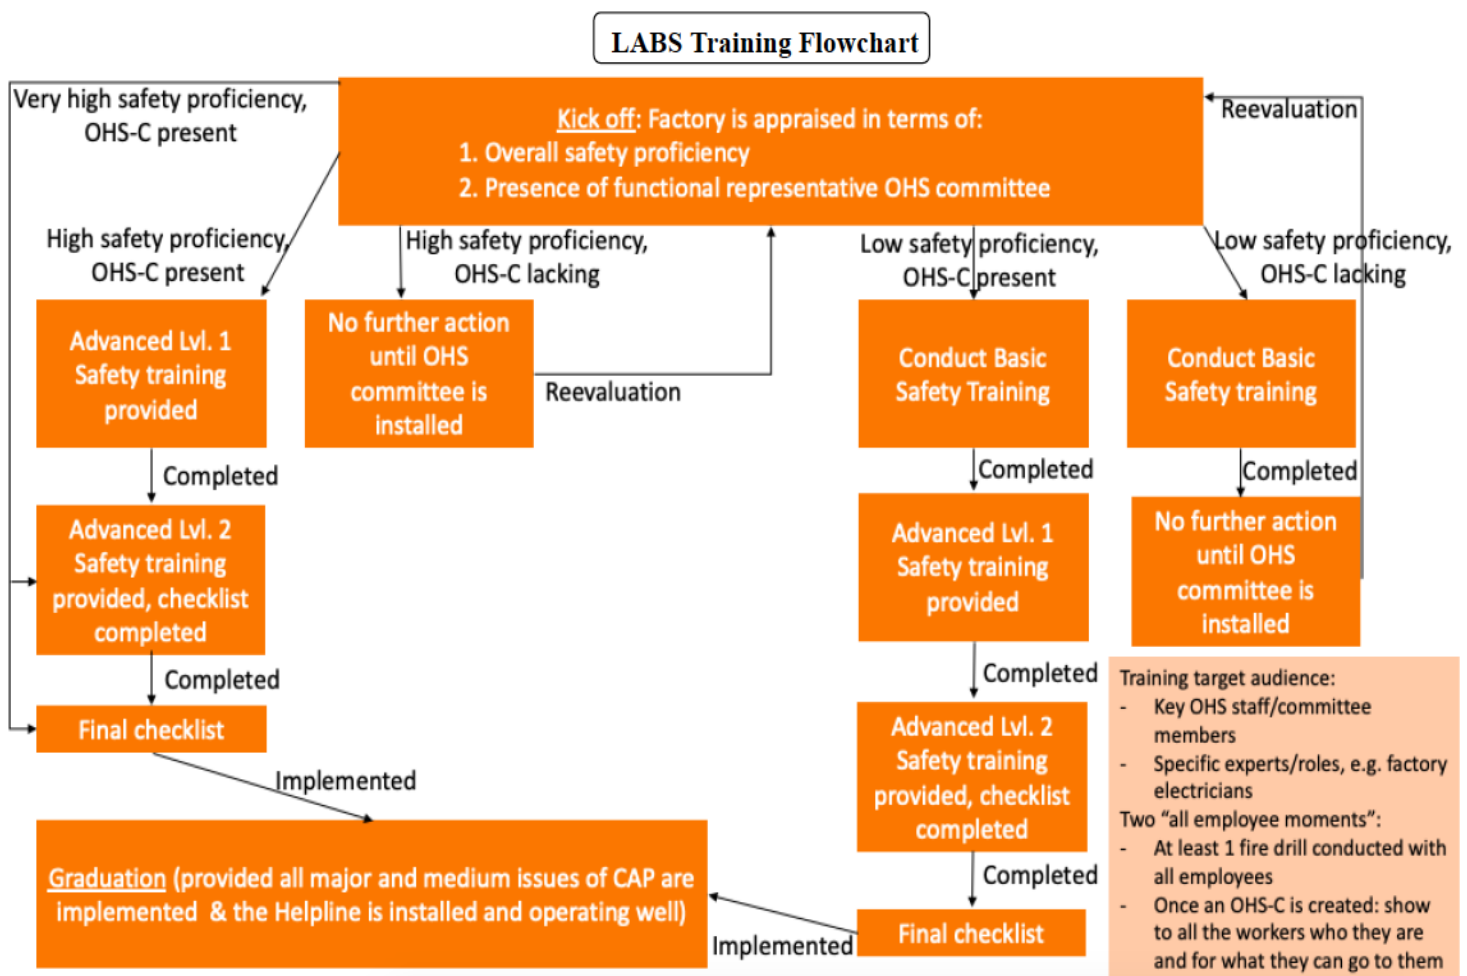 LABS Training Flowchart
Very high safety proficiency,
OHS-C present
Kick off: Factory is appraised in terms of:
1. Overall safety proficiency
2. Presence of functional representative OHS committee
Reevaluation
High safety proficiency,
OHS-C present
High safety proficiency,
OHS-C lacking
Low safety proficiency,
OHS-C present
Low safety proficiency,
OHS-C lacking
Advanced Lvl. 1
Safety training
provided
No further action
until OHS
committee is
installed
Reevaluation
Conduct Basic
Safety Training
Conduct Basic
Safety training
Completed
Completed
Completed
Advanced Lvl. 2
Safety training
provided, checklist
completed
Advanced Lvl. 1
Safety training
provided
No further action
until OHS
committee is
installed
Completed
Completed
Final checklist
Advanced Lvl. 2
Safety training
provided, checklist
completed
Implemented
Completed
Graduation (provided all major and medium issues of CAP are
implemented & the Helpline is installed and operating well)
Implemented
Final checklist
Training target audience:
- Key OHS staff/committee
members
- Specific experts/roles, e.g. factory
electricians
Two “all employee moments”:
- At least 1 fire drill conducted with
all employees
- Once an OHS-C is created: show
to all the workers who they are
and for what they can go to them